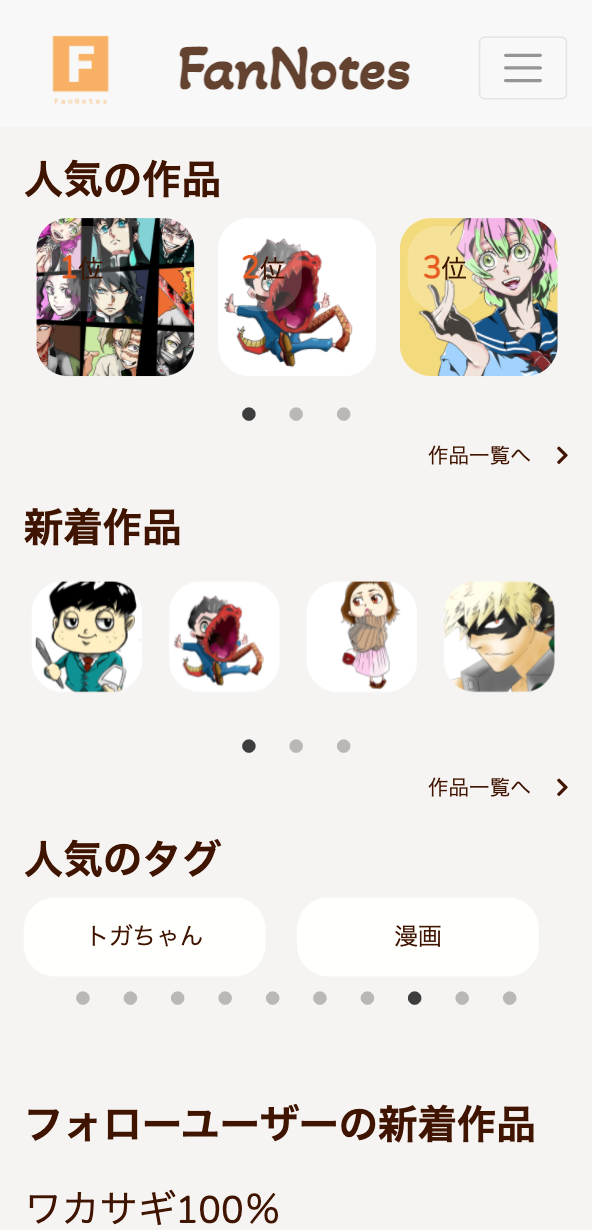 F
FanNotes
FanNotes
人気の作品
1位
2位
3位
作品一覧へ
新着作品
作品一覧へ
人気のタグ
トガちゃん
漫画
フォローユーザーの新着作品
ワカサギ100%